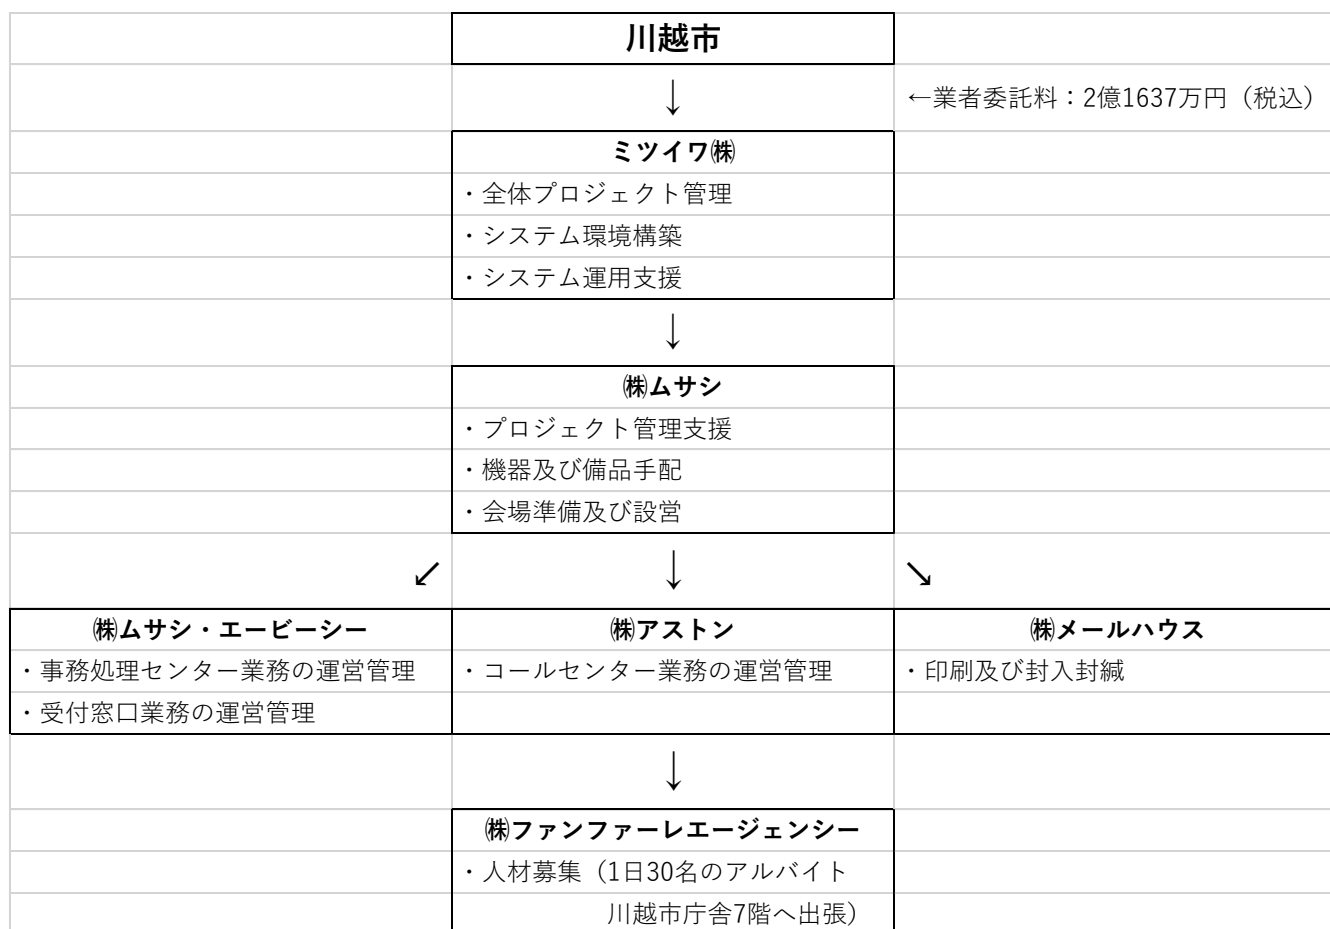 川越市
↓
←業者委託料：2億1637万円（税込）
ミツイワ㈱
・全体プロジェクト管理
・システム環境構築
・システム運用支援
↓
㈱ムサシ
・プロジェクト管理支援
・機器及び備品手配
・会場準備及び設営
↙ ↓ ↘
㈱ムサシ・エービーシー
・事務処理センター業務の運営管理
・受付窓口業務の運営管理
㈱アストン
・コールセンター業務の運営管理
㈱メールハウス
・印刷及び封入封緘
↓
㈱ファンファーレエージェンシー
・人材募集（1日30名のアルバイト
川越市庁舎7階へ出張）